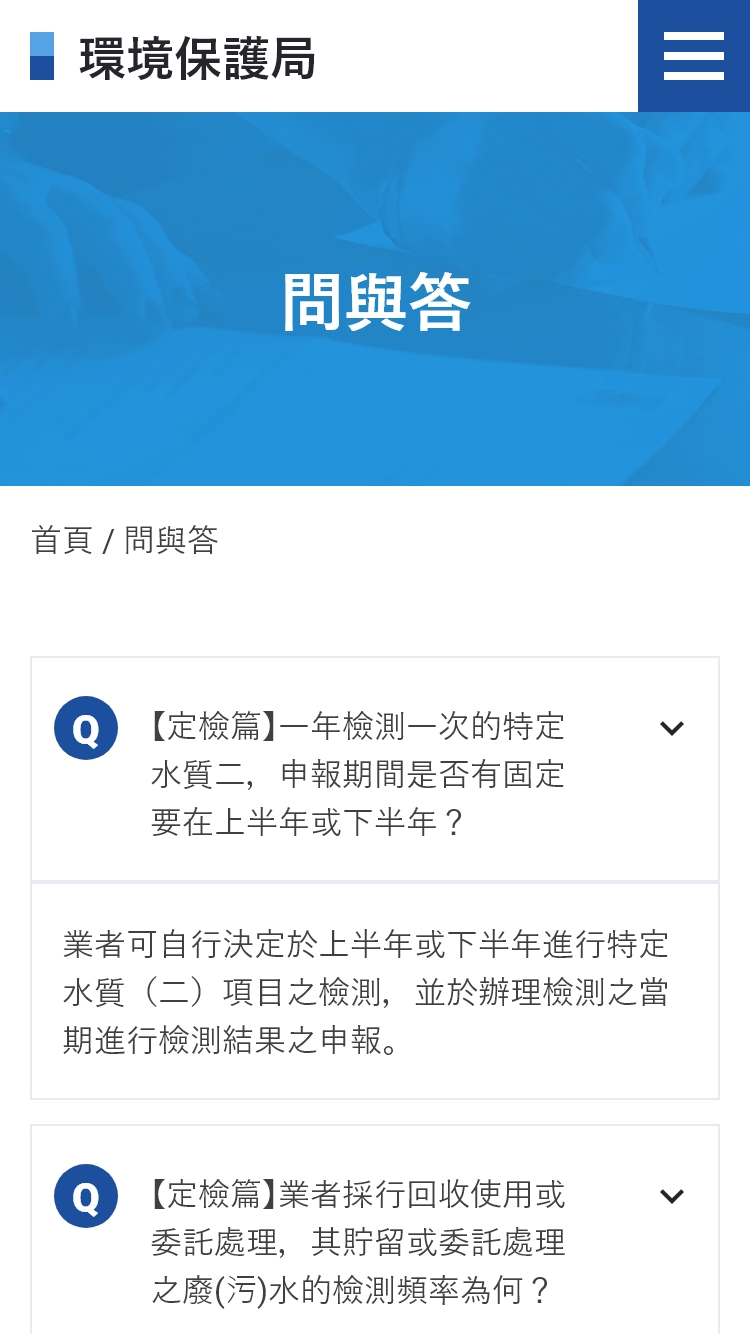 環境保護局
問與答
首頁 / 問與答
Q
【定檢篇】一年檢測一次的特定
水質二，申報期間是否有固定
要在上半年或下半年？
業者可自行決定於上半年或下半年進行特定
水質（二）項目之檢測，並於辦理檢測之當
期進行檢測結果之申報。
Q
【定檢篇】業者採行回收使用或
委託處理，其貯留或委託處理
之廢(污)水的檢測頻率為何？